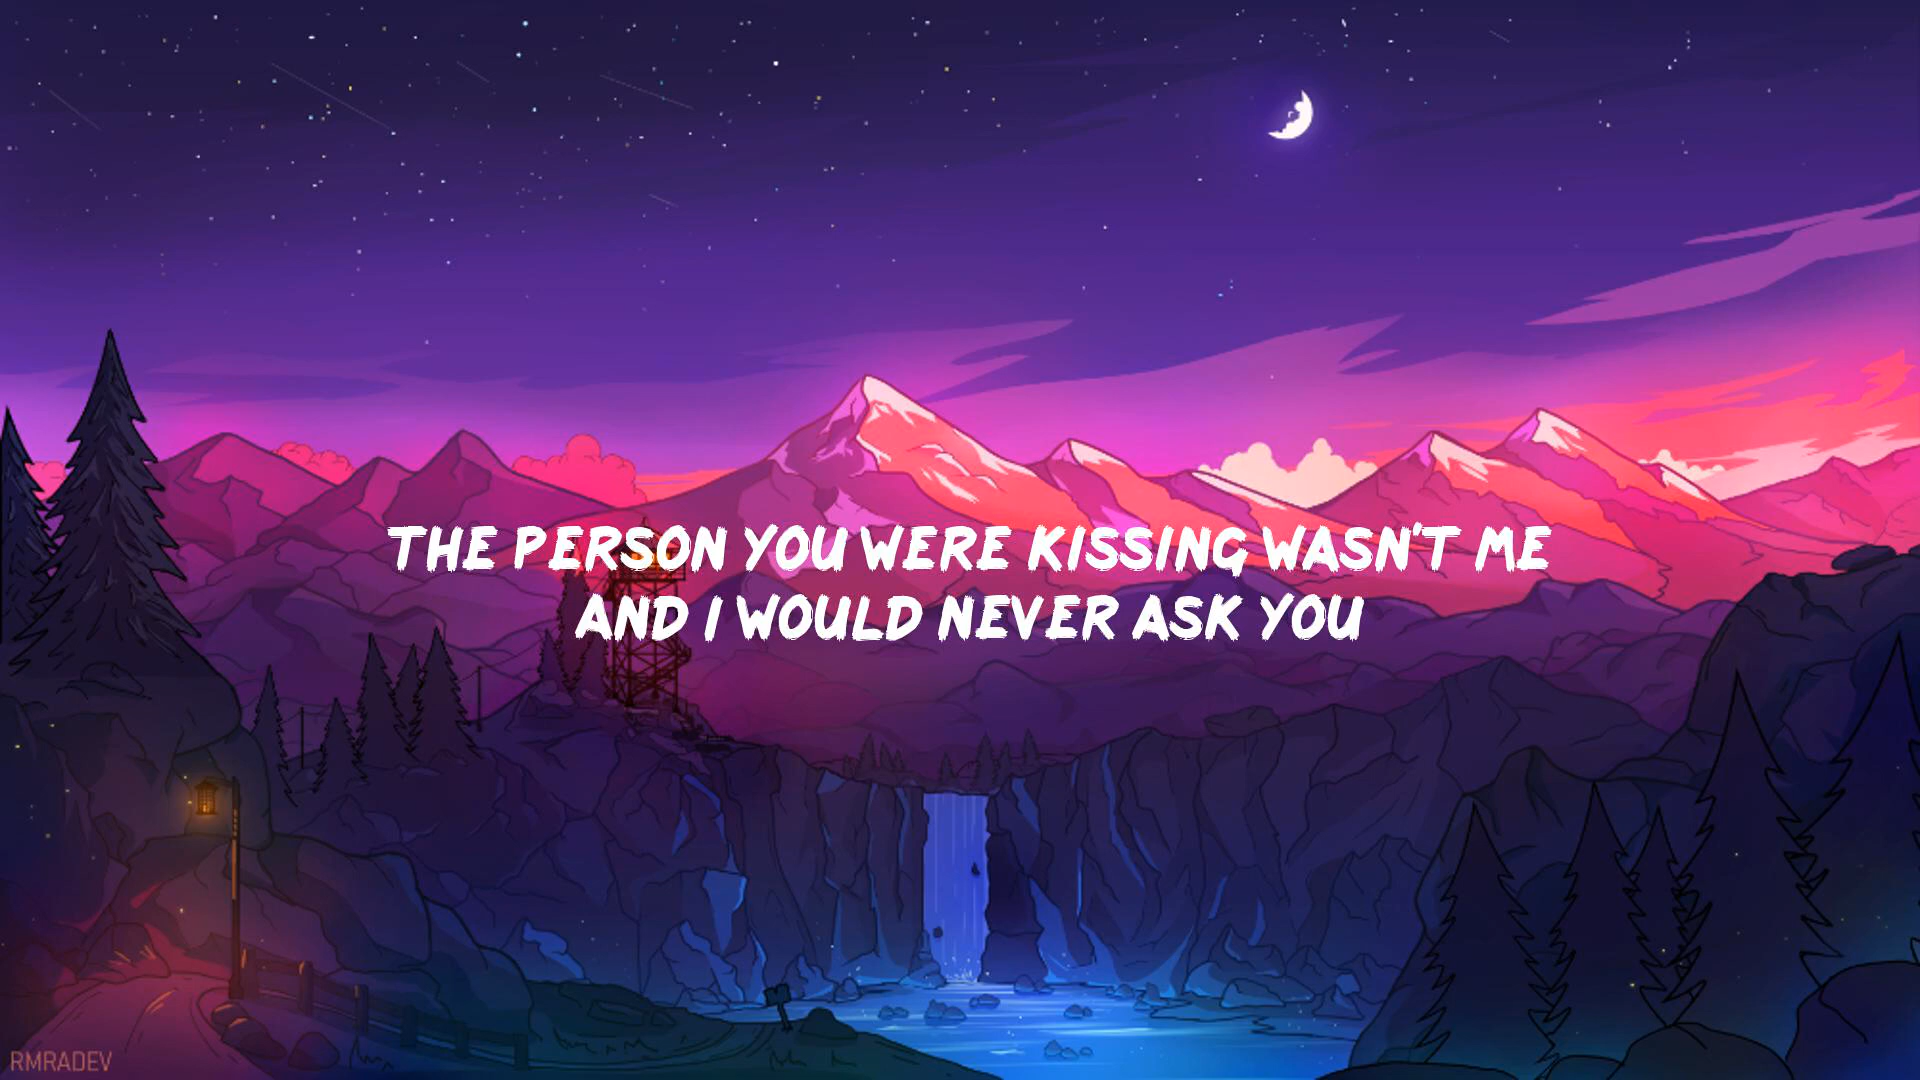 THE PERSON YOU WERE KISSING WASN'T ME
AND I WOULD NEVER ASK YOU
RMRADEV